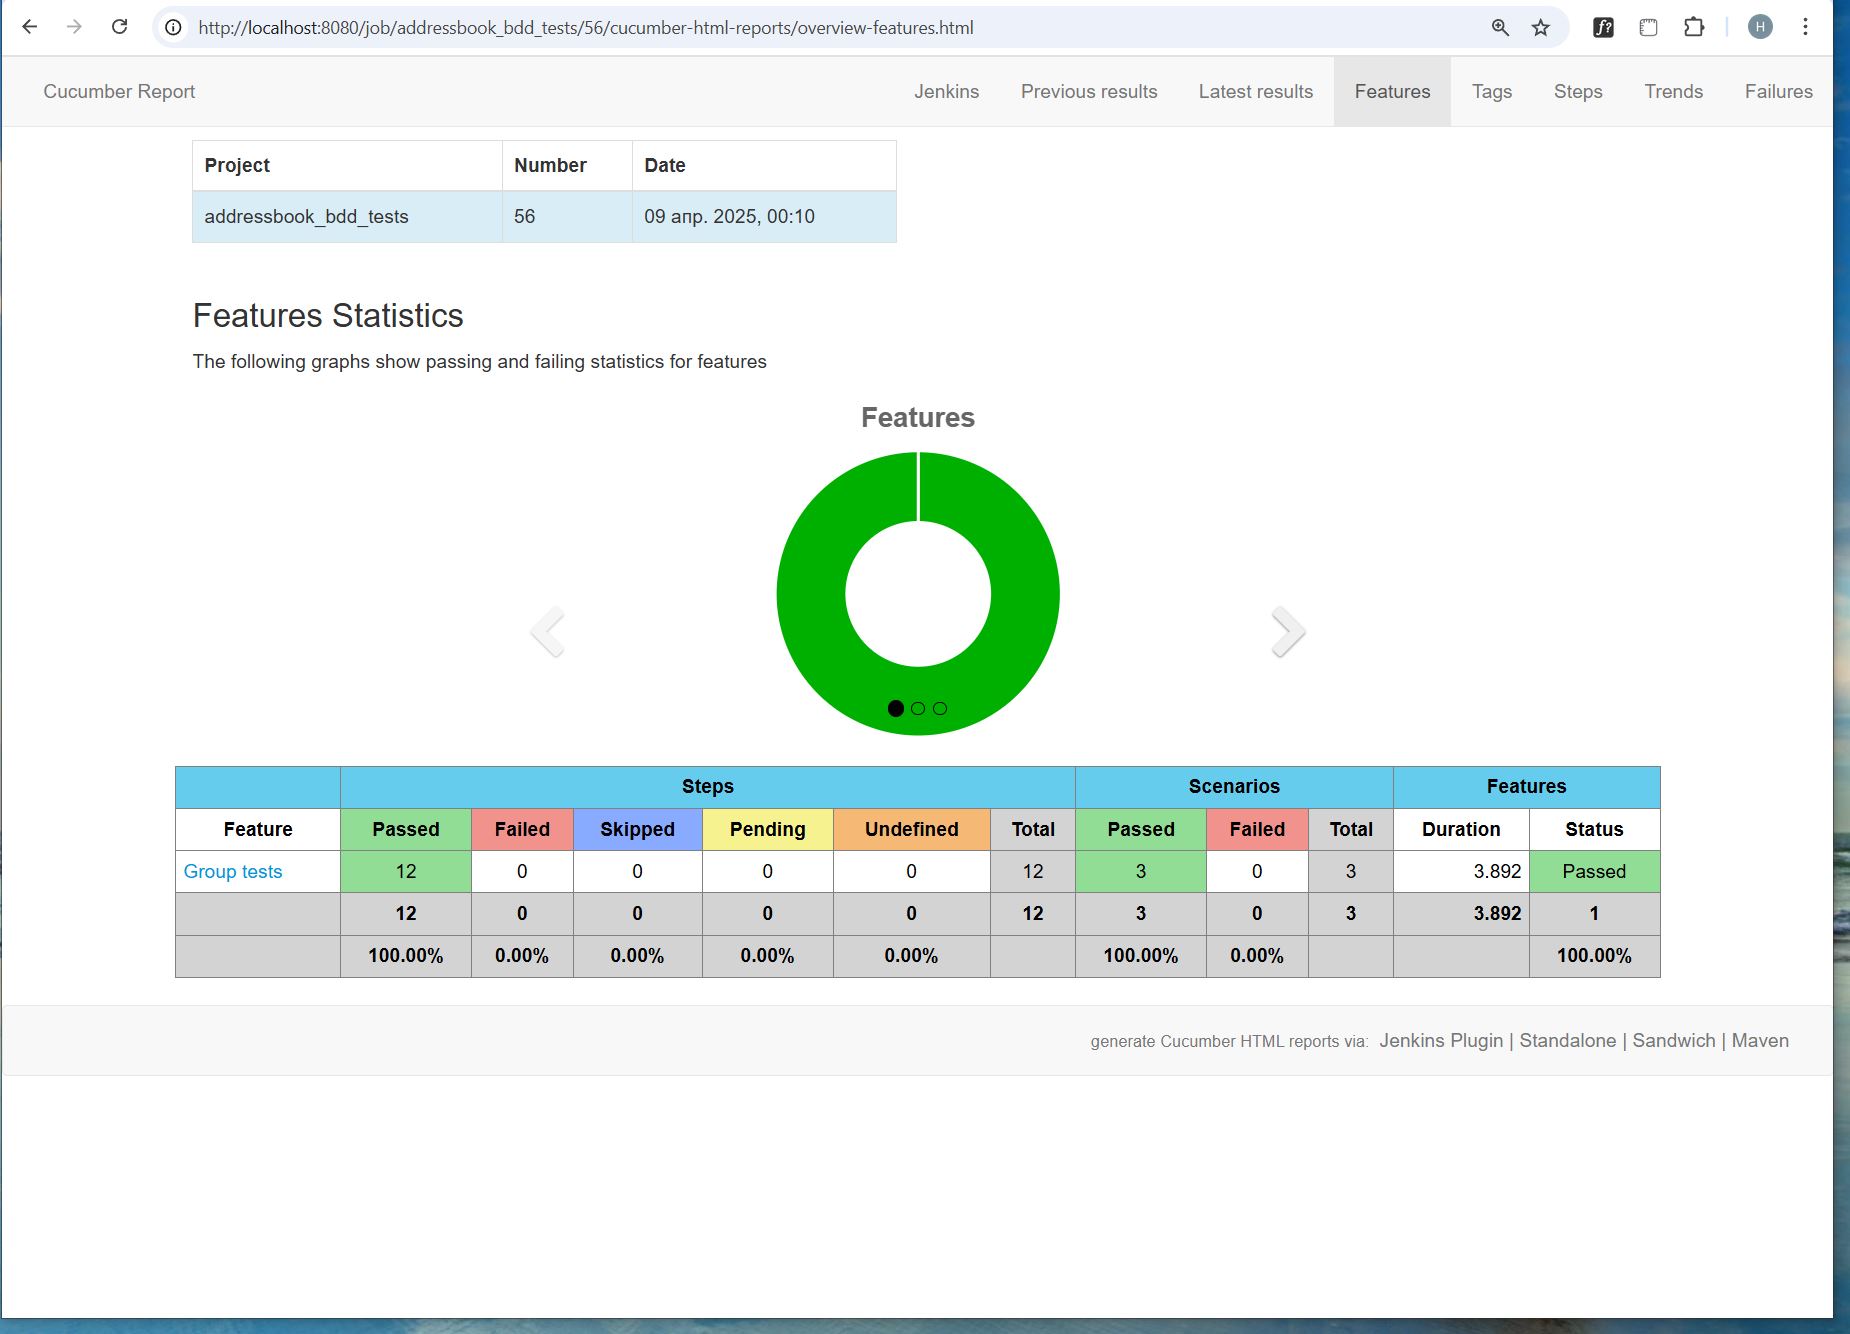 http://localhost:8080/job/addressbook_bdd_tests/56/cucumber-html-reports/overview-features.html
f?
H
Cucumber Report Jenkins Previous results Latest results Features Tags Steps Trends Failures
Project Number Date
addressbook_bdd_tests 56 09 апр. 2025, 00:10
Features Statistics
The following graphs show passing and failing statistics for features
Features
Steps Scenarios Features
Feature Passed Failed Skipped Pending Undefined Total Passed Failed Total Duration Status
Group tests 12 0 0 0 0 12 3 0 3 3.892 Passed
12 0 0 0 0 12 3 0 3 3.892 1
100.00% 0.00% 0.00% 0.00% 0.00% 100.00% 0.00% 100.00%
generate Cucumber HTML reports via: Jenkins Plugin | Standalone | Sandwich | Maven